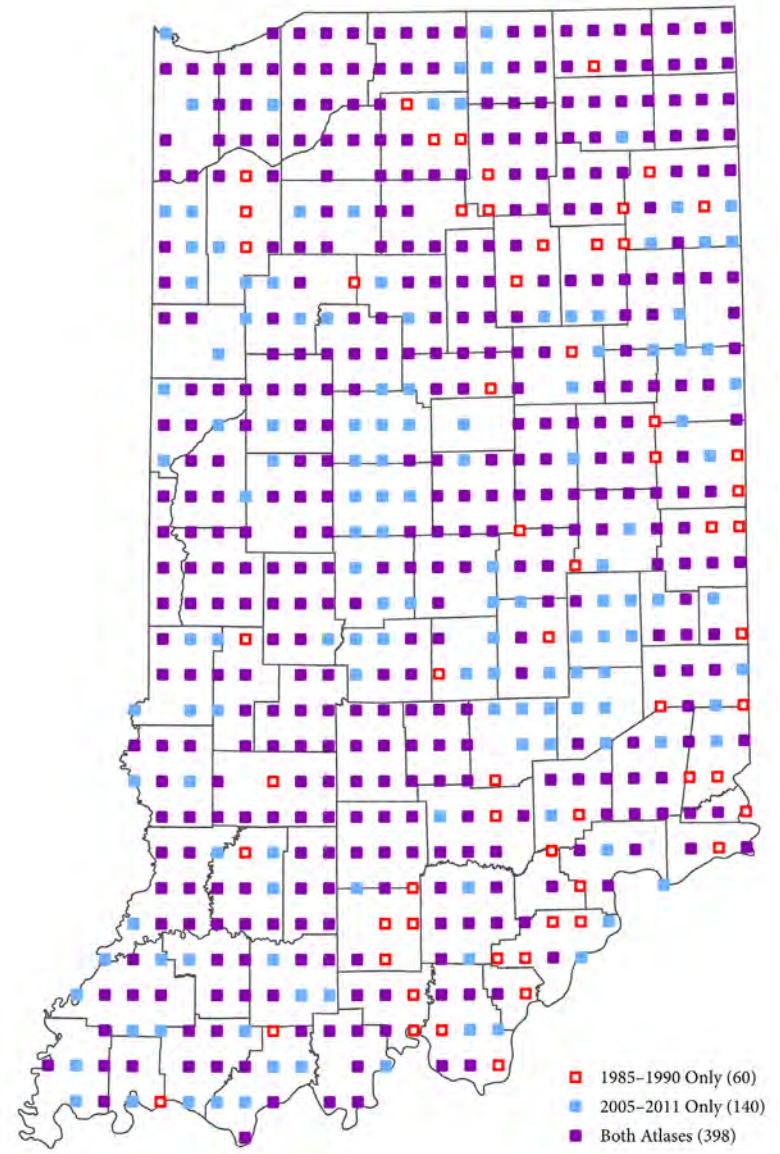 1985–1990 Only (60)
2005–2011 Only (140)
Both Atlases (398)